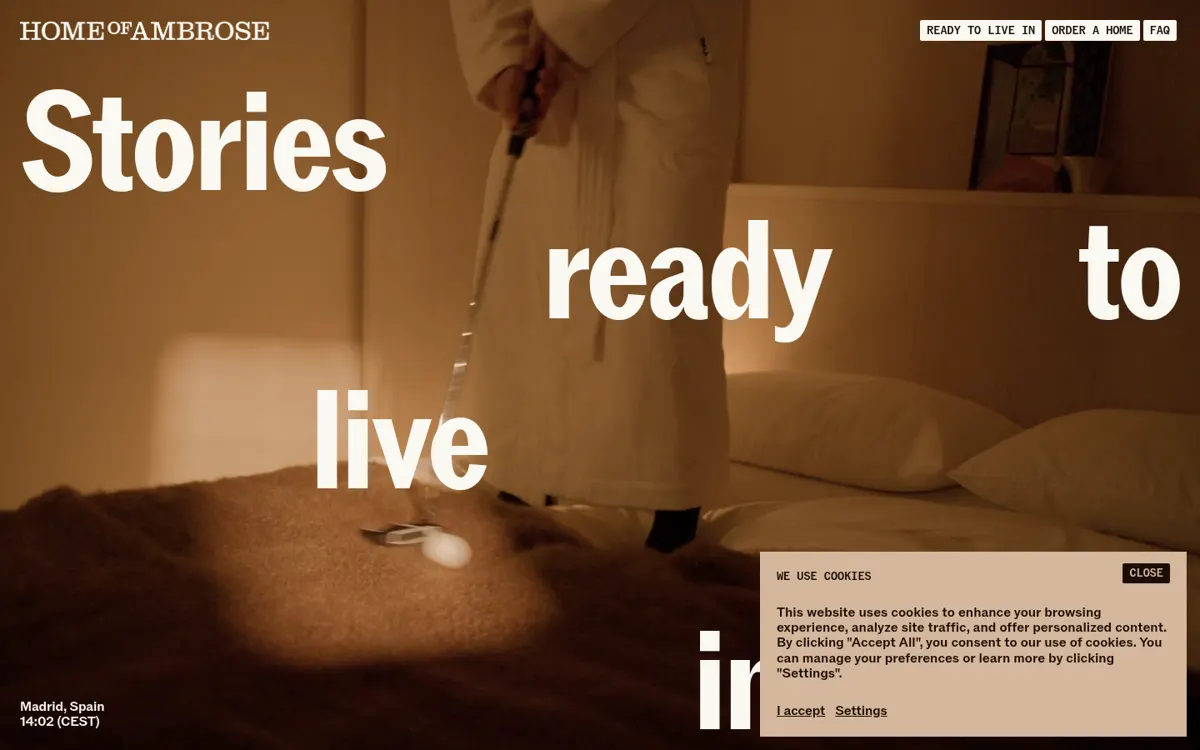 HOME OF AMBROSE
READY TO LIVE IN
ORDER A HOME
FAQ
Stories
ready to
live
in
WE USE COOKIES
CLOSE
This website uses cookies to enhance your browsing
experience, analyze site traffic, and offer personalized content.
By clicking "Accept All", you consent to our use of cookies. You
can manage your preferences or learn more by clicking
"Settings".
I accept Settings
Madrid, Spain
14:02 (CEST)